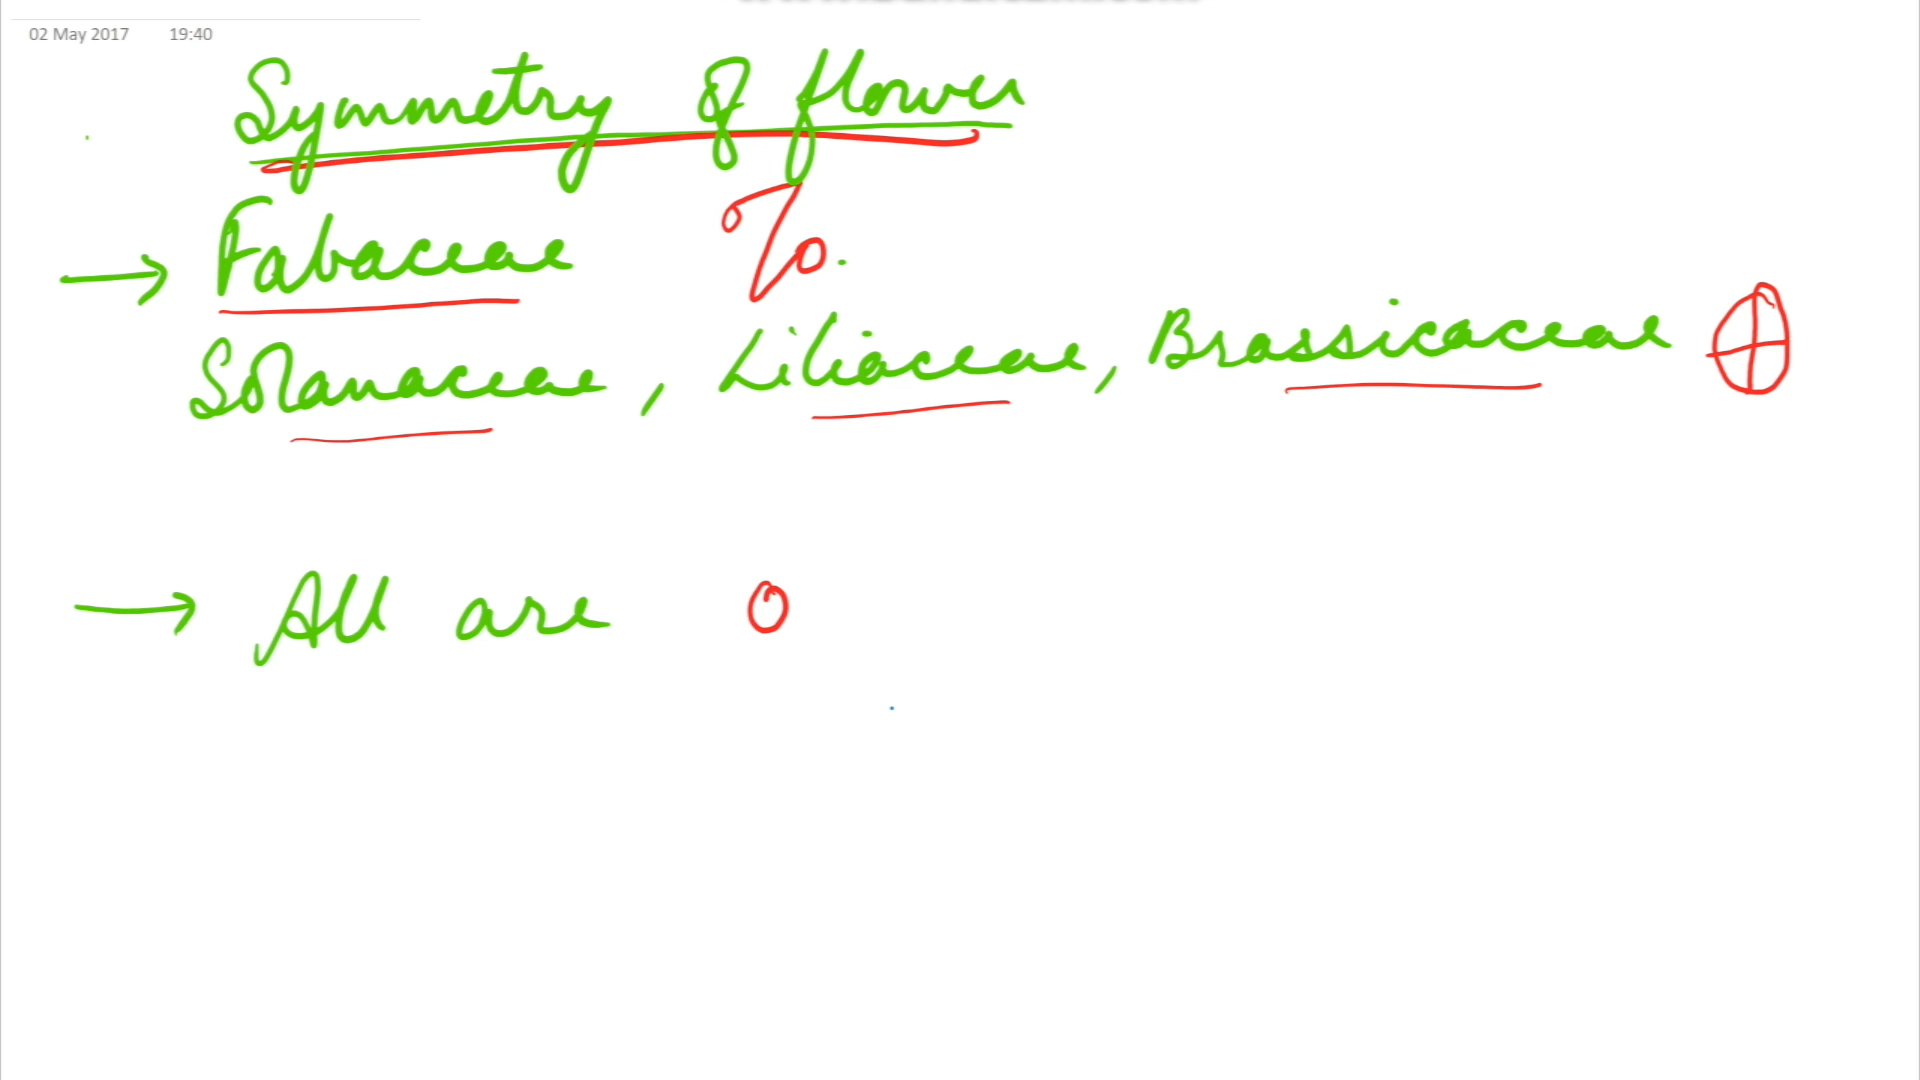 02 May 2017 19:40
Symmetry of flower
→ Fabaceae %.
Solanaceae, Liliaceae, Brassicaceae ⊕
→ All are